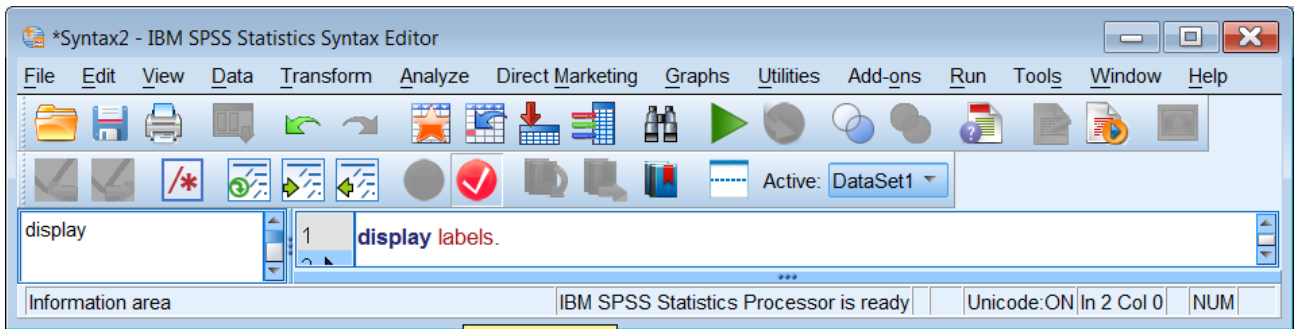 *Syntax2 - IBM SPSS Statistics Syntax Editor
File Edit View Data Transform Analyze Direct Marketing Graphs Utilities Add-ons Run Tools Window Help
/*
Active: DataSet1
display
1 display labels.
Information area IBM SPSS Statistics Processor is ready Unicode:ON In 2 Col 0 NUM